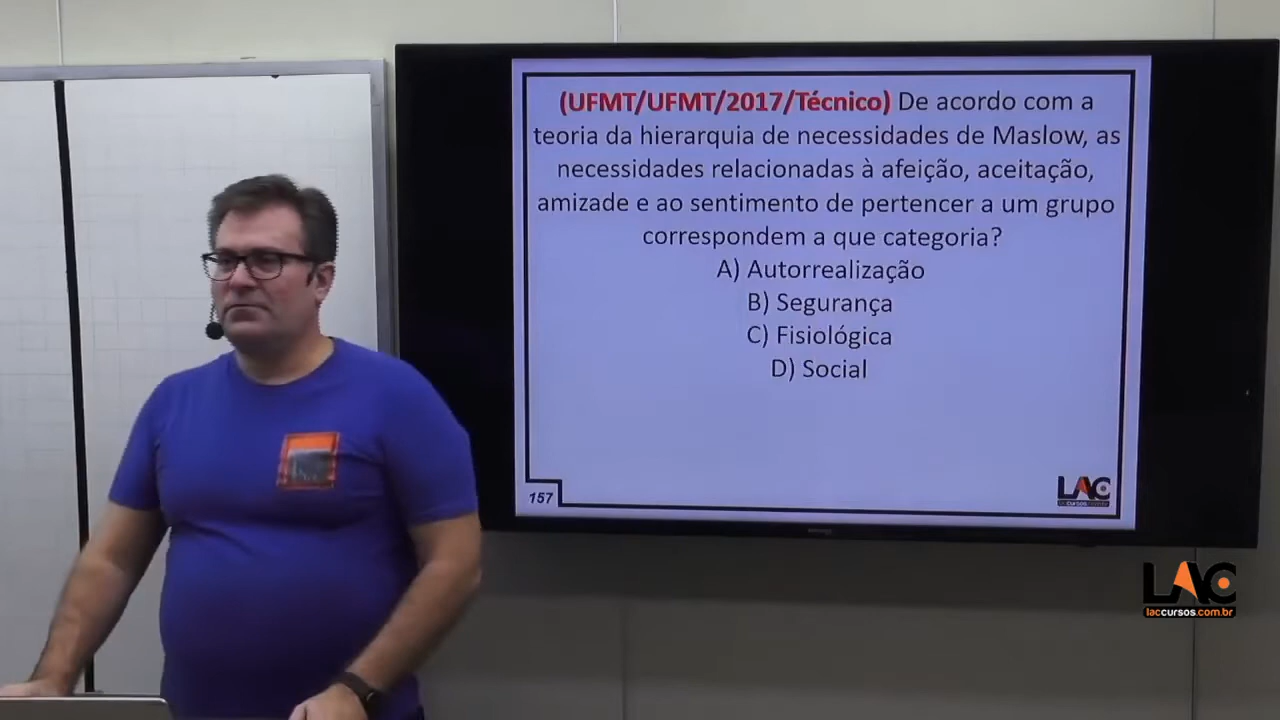 (UFMT/UFMT/2017/Técnico) De acordo com a
teoria da hierarquia de necessidades de Maslow, as
necessidades relacionadas à afeição, aceitação,
amizade e ao sentimento de pertencer a um grupo
correspondem a que categoria?
A) Autorrealização
B) Segurança
C) Fisiológica
D) Social
157
LAC
LAC
laccursos.com.br